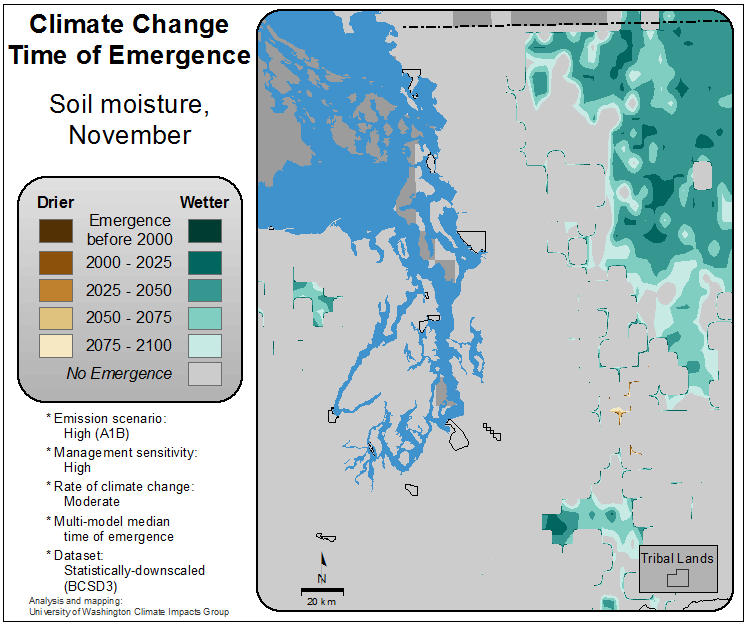 Climate Change
Time of Emergence
Soil moisture,
November
Drier Wetter
Emergence
before 2000
2000 - 2025
2025 - 2050
2050 - 2075
2075 - 2100
No Emergence
* Emission scenario:
High (A1B)
* Management sensitivity:
High
* Rate of climate change:
Moderate
* Multi-model median
time of emergence
* Dataset:
Statistically-downscaled
(BCSD3)
Analysis and mapping:
University of Washington Climate Impacts Group
N
20 km
Tribal Lands